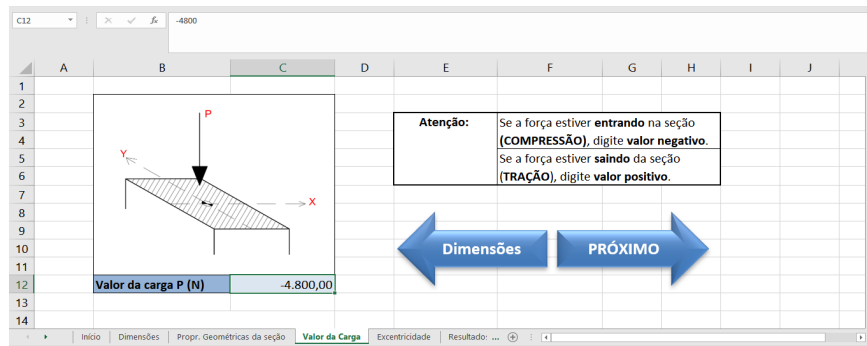 C12
fx
-4800
A B C D E F G H I J
1
2
3
4
5
6
7
8
9
10
11
12
13
14
P
Y
X
Valor da carga P (N) -4.800,00
Atenção:
Se a força estiver entrando na seção
(COMPRESSÃO), digite valor negativo.
Se a força estiver saindo da seção
(TRAÇÃO), digite valor positivo.
Dimensões
PRÓXIMO
Início Dimensões Propr. Geométricas da seção Valor da Carga Excentricidade Resultado: ...